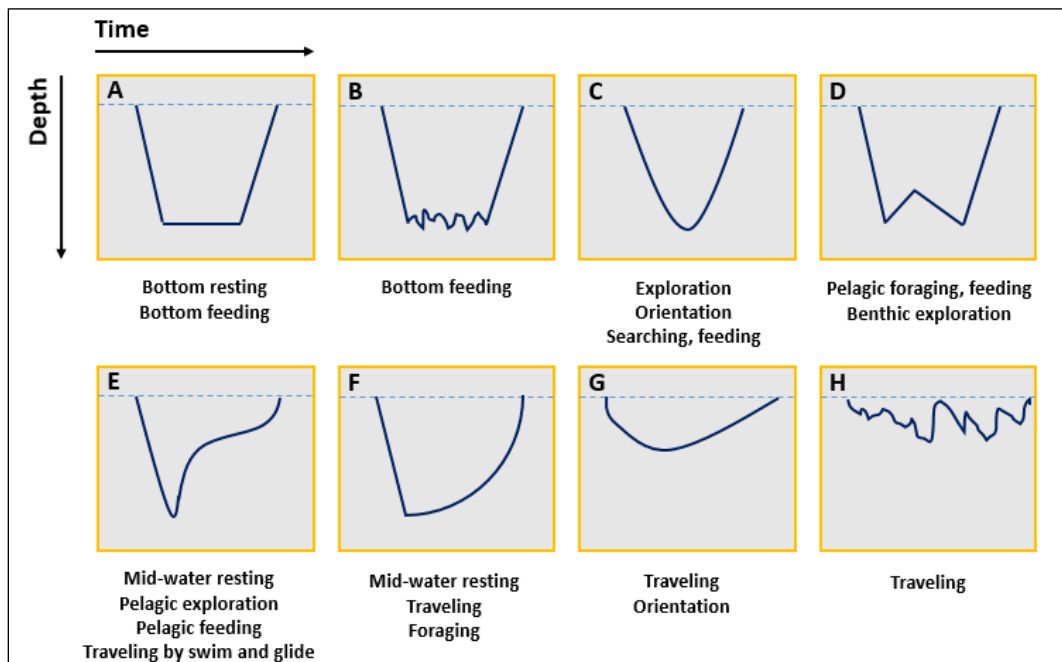 Time
Depth
A
B
C
D
Bottom resting
Bottom feeding
Bottom feeding
Exploration
Orientation
Searching, feeding
Pelagic foraging, feeding
Benthic exploration
E
F
G
H
Mid-water resting
Pelagic exploration
Pelagic feeding
Traveling by swim and glide
Mid-water resting
Traveling
Foraging
Traveling
Orientation
Traveling